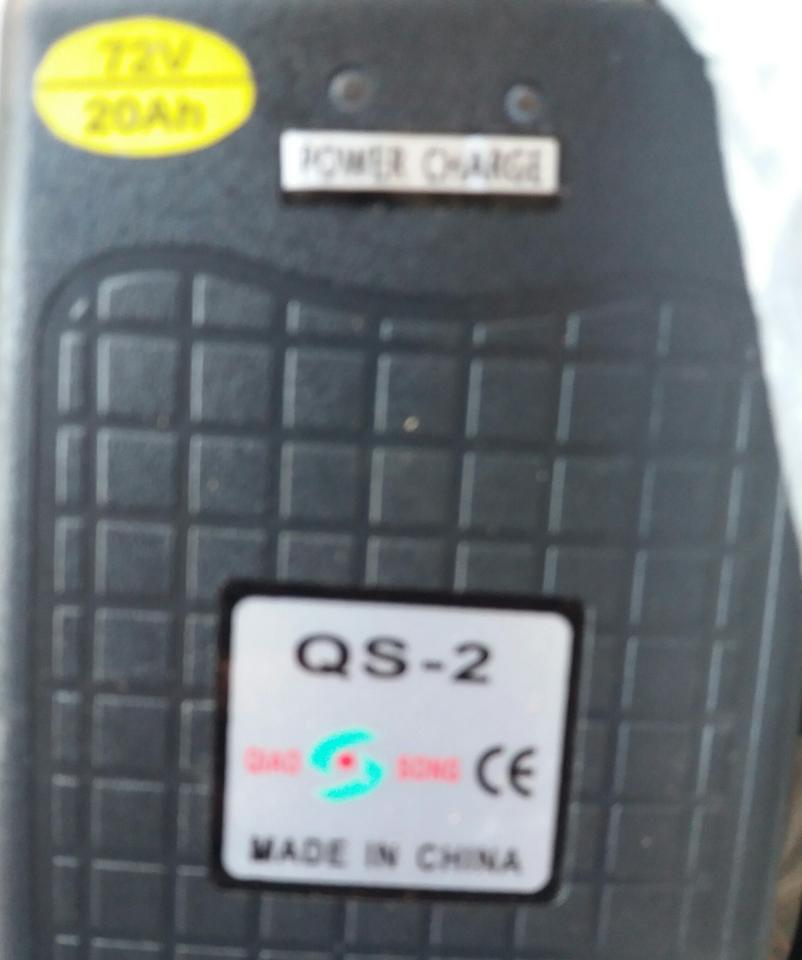 72V
20Ah
POWER CHARGE
QS-2
QIAO SONG CE
MADE IN CHINA